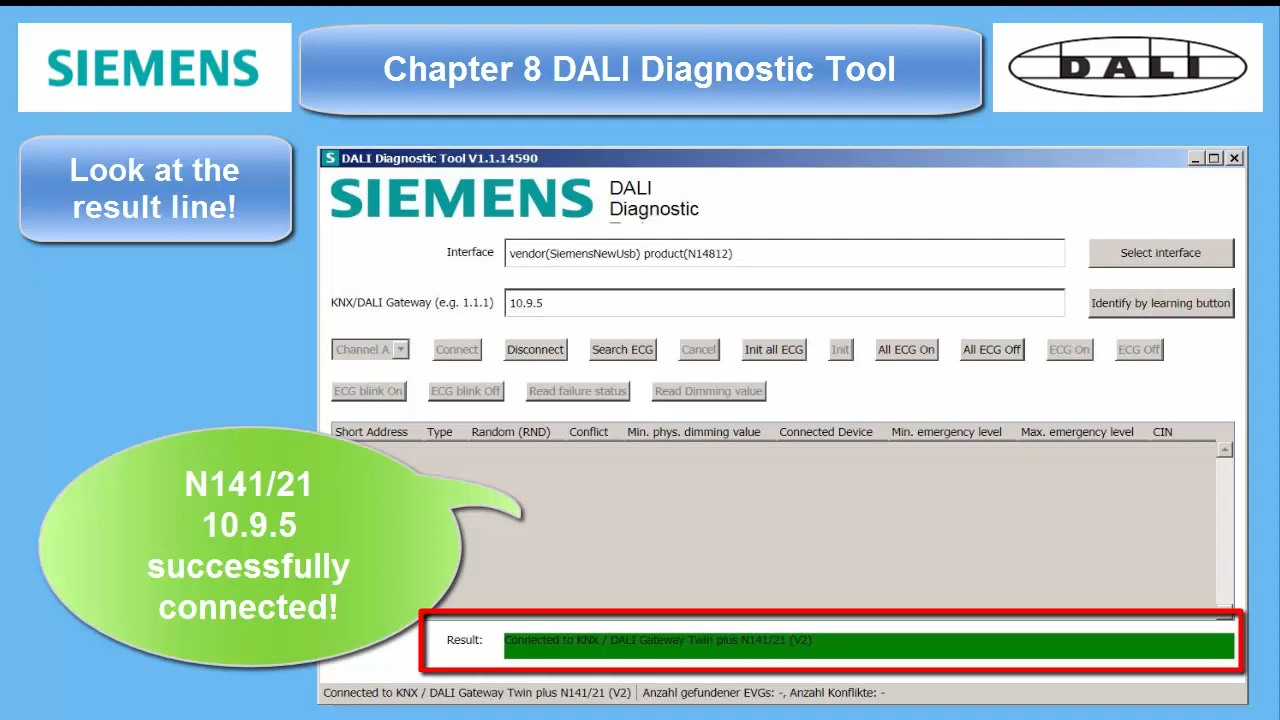 SIEMENS
Chapter 8 DALI Diagnostic Tool
DALI
Look at the
result line!
S DALI Diagnostic Tool V1.1.14590
SIEMENS
DALI
Diagnostic
Interface vendor(SiemensNewUsb) product(N14812) Select interface
KNX/DALI Gateway (e.g. 1.1.1) 10.9.5 Identify by learning button
Channel A Connect Disconnect Search ECG Cancel Init all ECG Init All ECG On All ECG Off ECG On ECG Off
ECG blink On ECG blink Off Read failure status Read Dimming value
Short Address Type Random (RND) Conflict Min. phys. dimming value Connected Device Min. emergency level Max. emergency level CIN
N141/21
10.9.5
successfully
connected!
Result: Connected to KNX / DALI Gateway Twin plus N141/21 (V2)
Connected to KNX / DALI Gateway Twin plus N141/21 (V2) Anzahl gefundener EVGs: -, Anzahl Konflikte: -